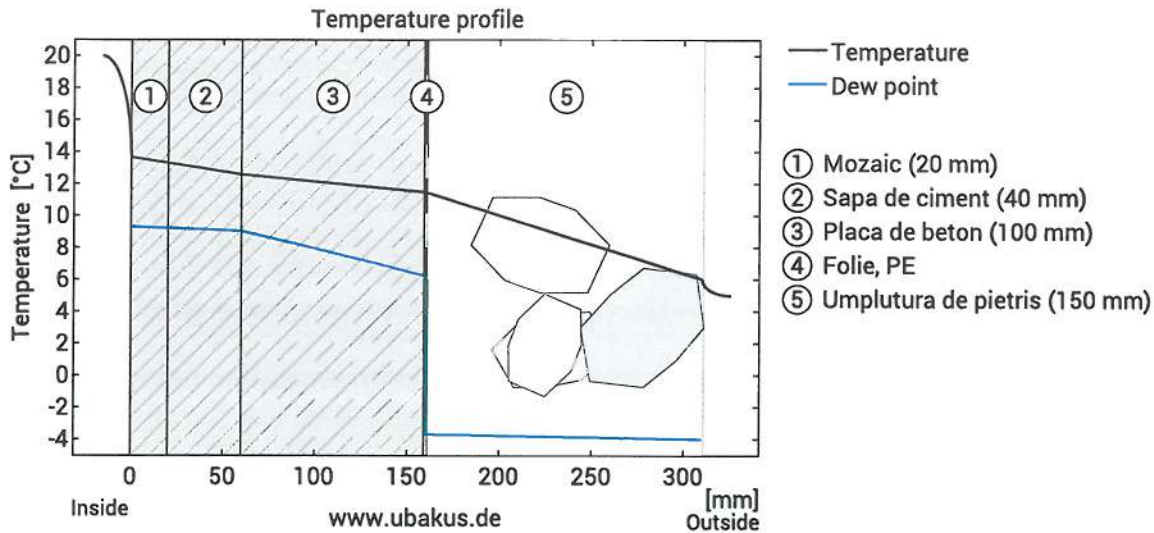 Temperature profile
20
18
16
14
12
10
8
6
4
2
0
-2
-4
Temperature [°C]
1
2
3
4
5
0
50
100
150
200
250
300
[mm]
Inside
www.ubakus.de
Outside
Temperature
Dew point
1 Mozaic (20 mm)
2 Sapa de ciment (40 mm)
3 Placa de beton (100 mm)
4 Folie, PE
5 Umplutura de pietris (150 mm)